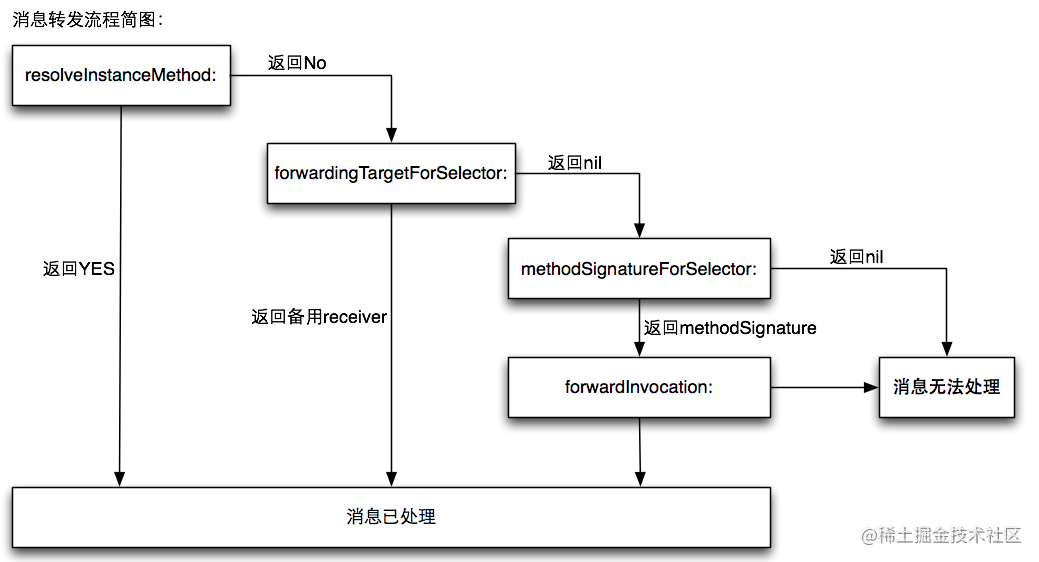 消息转发流程简图：
resolveInstanceMethod:
返回No
forwardingTargetForSelector:
返回nil
methodSignatureForSelector:
返回nil
返回YES
返回备用receiver
返回methodSignature
forwardInvocation:
消息无法处理
消息已处理
@稀土掘金技术社区